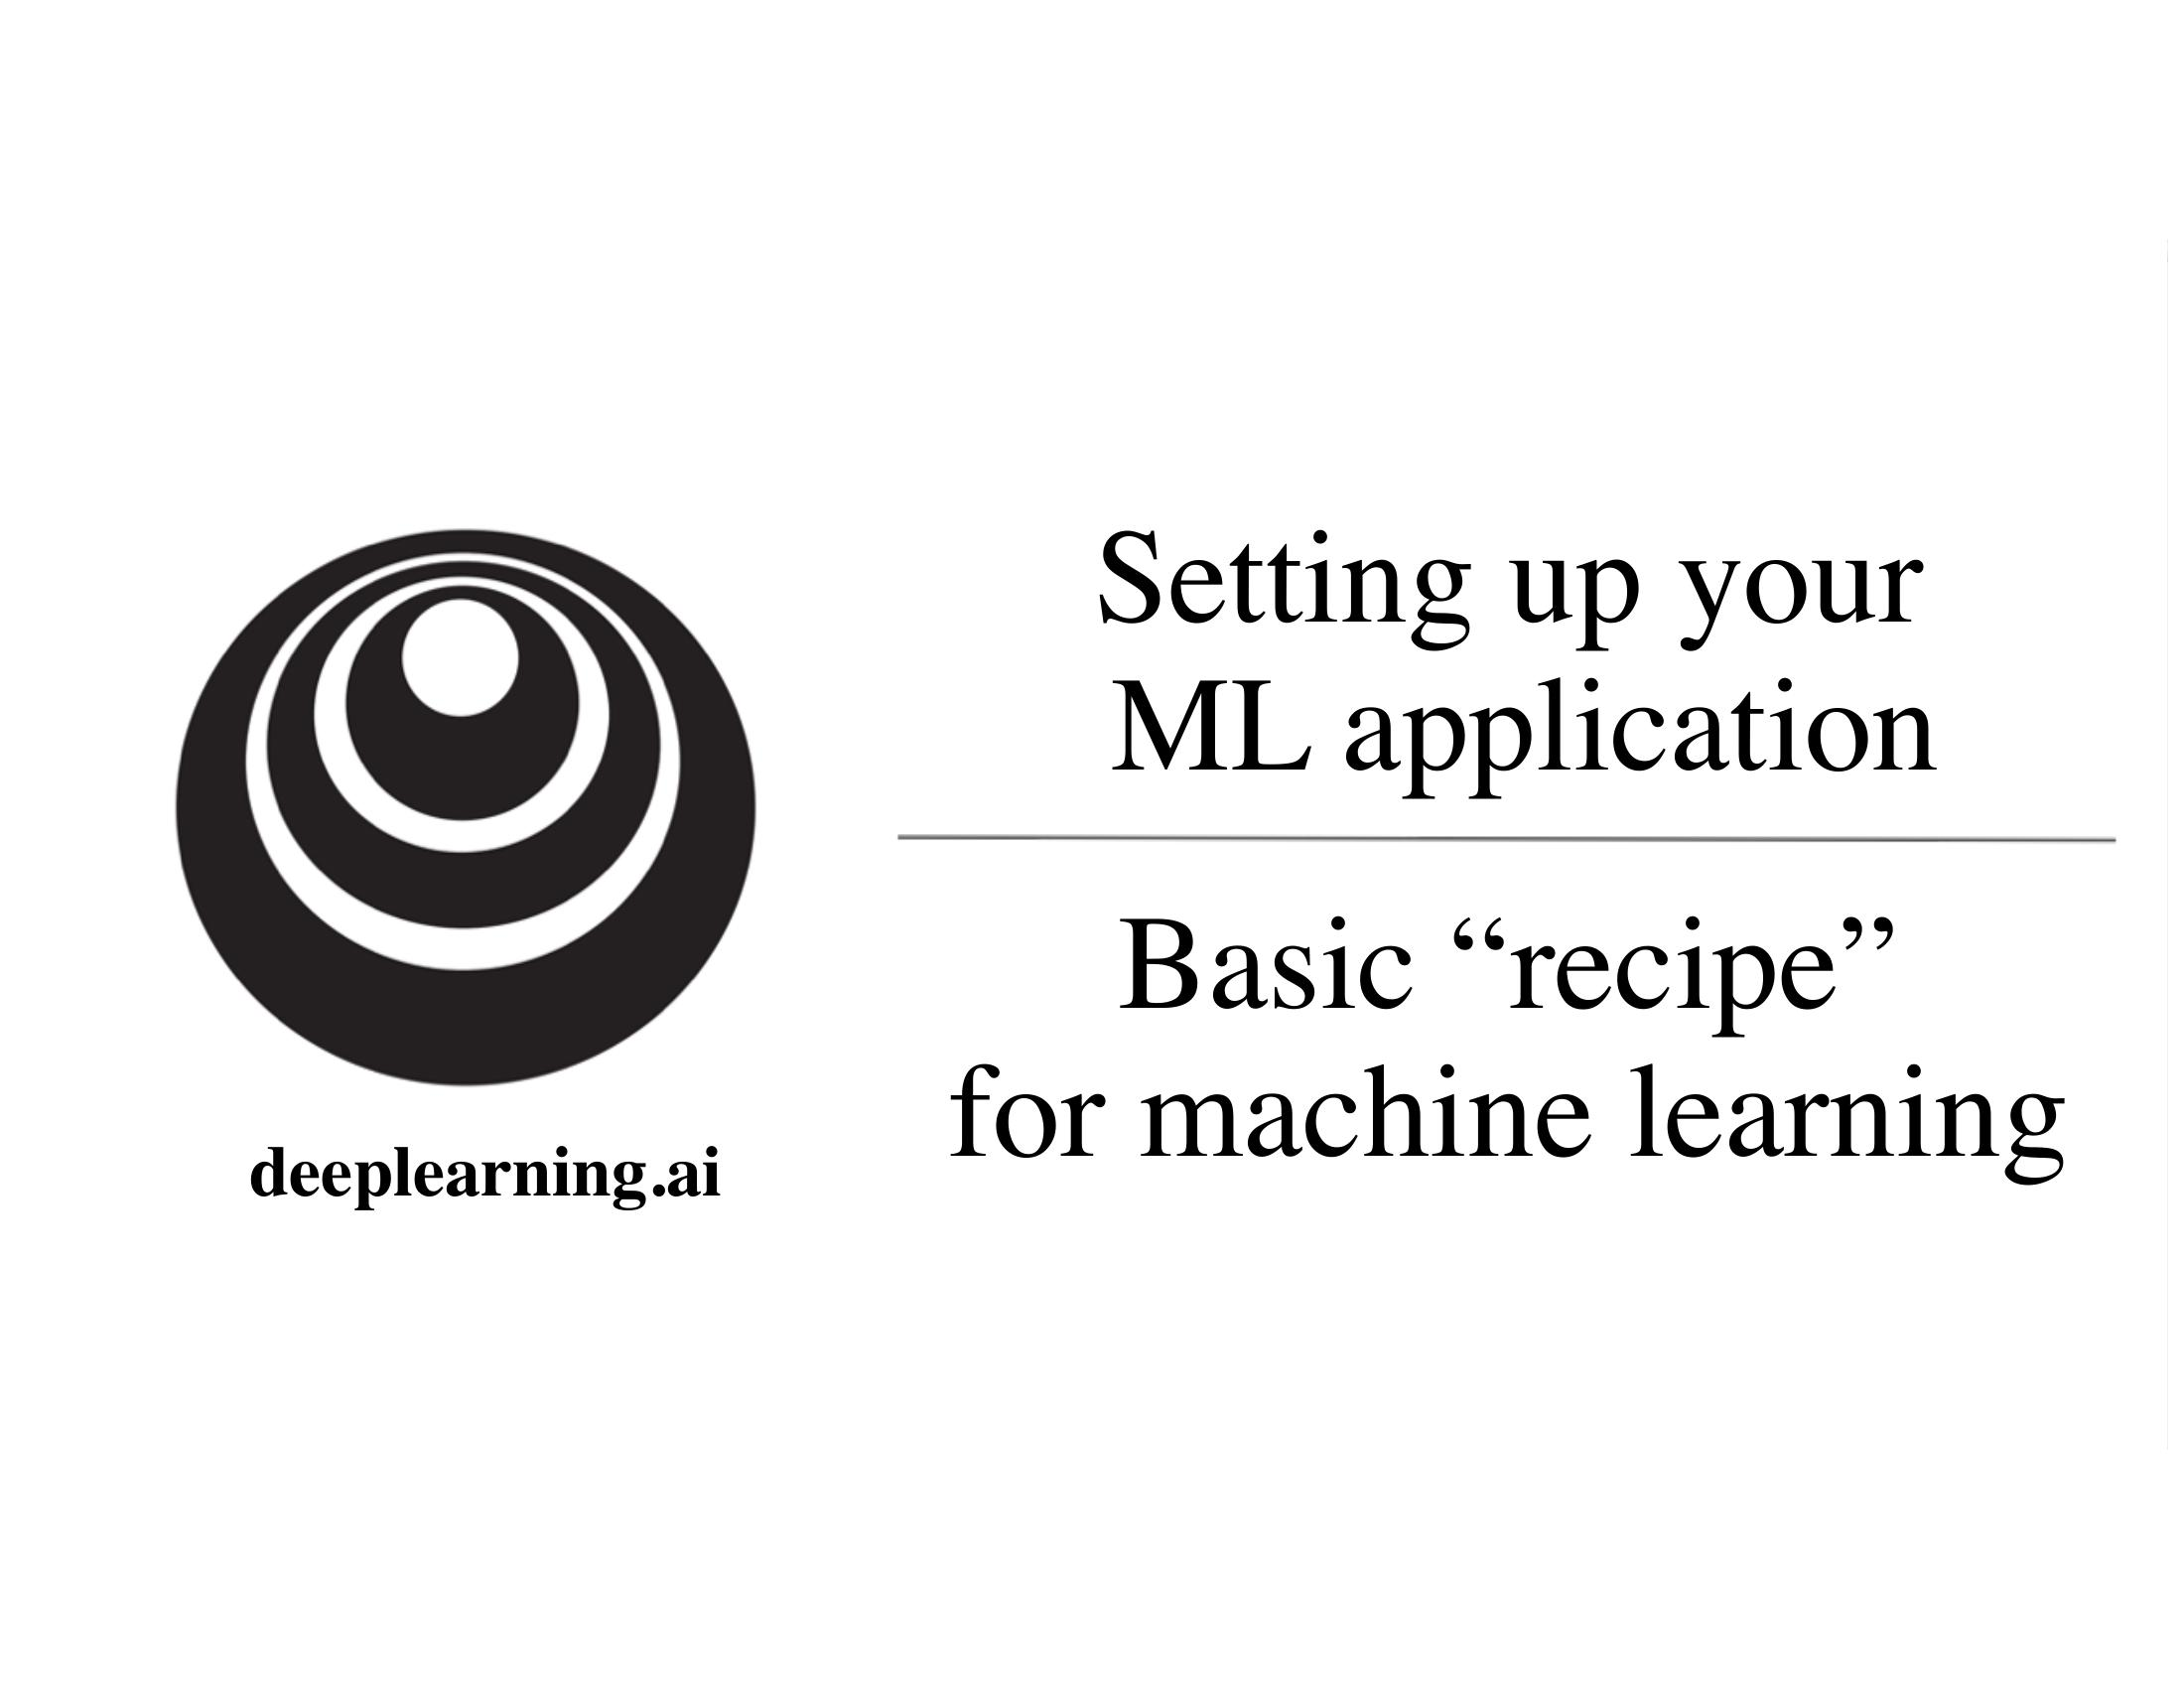 Setting up your
ML application
Basic “recipe”
for machine learning
deeplearning.ai